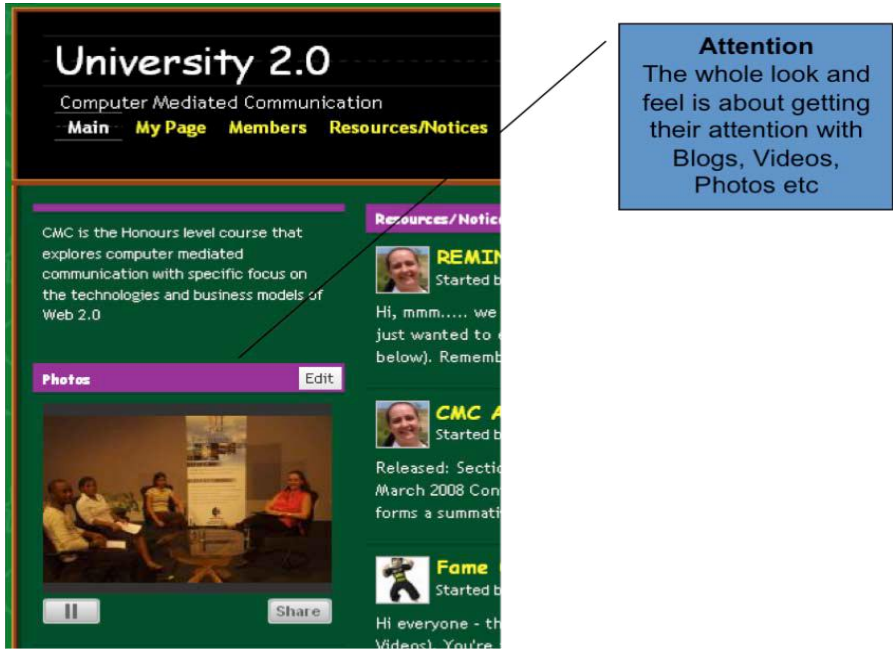 University 2.0
Computer Mediated Communication
Main My Page Members Resources/Notices
CMC is the Honours level course that
explores computer mediated
communication with specific focus on
the technologies and business models of
Web 2.0
Photos Edit
Share
Resources/Notic
REMIN
Started b
Hi, mmm..... we
just wanted to
below). Rememb
CMC A
Started b
Released: Sectio
March 2008 Con
forms a summati
Fame
Started b
Hi everyone - th
Videos). You're
Attention
The whole look and
feel is about getting
their attention with
Blogs, Videos,
Photos etc